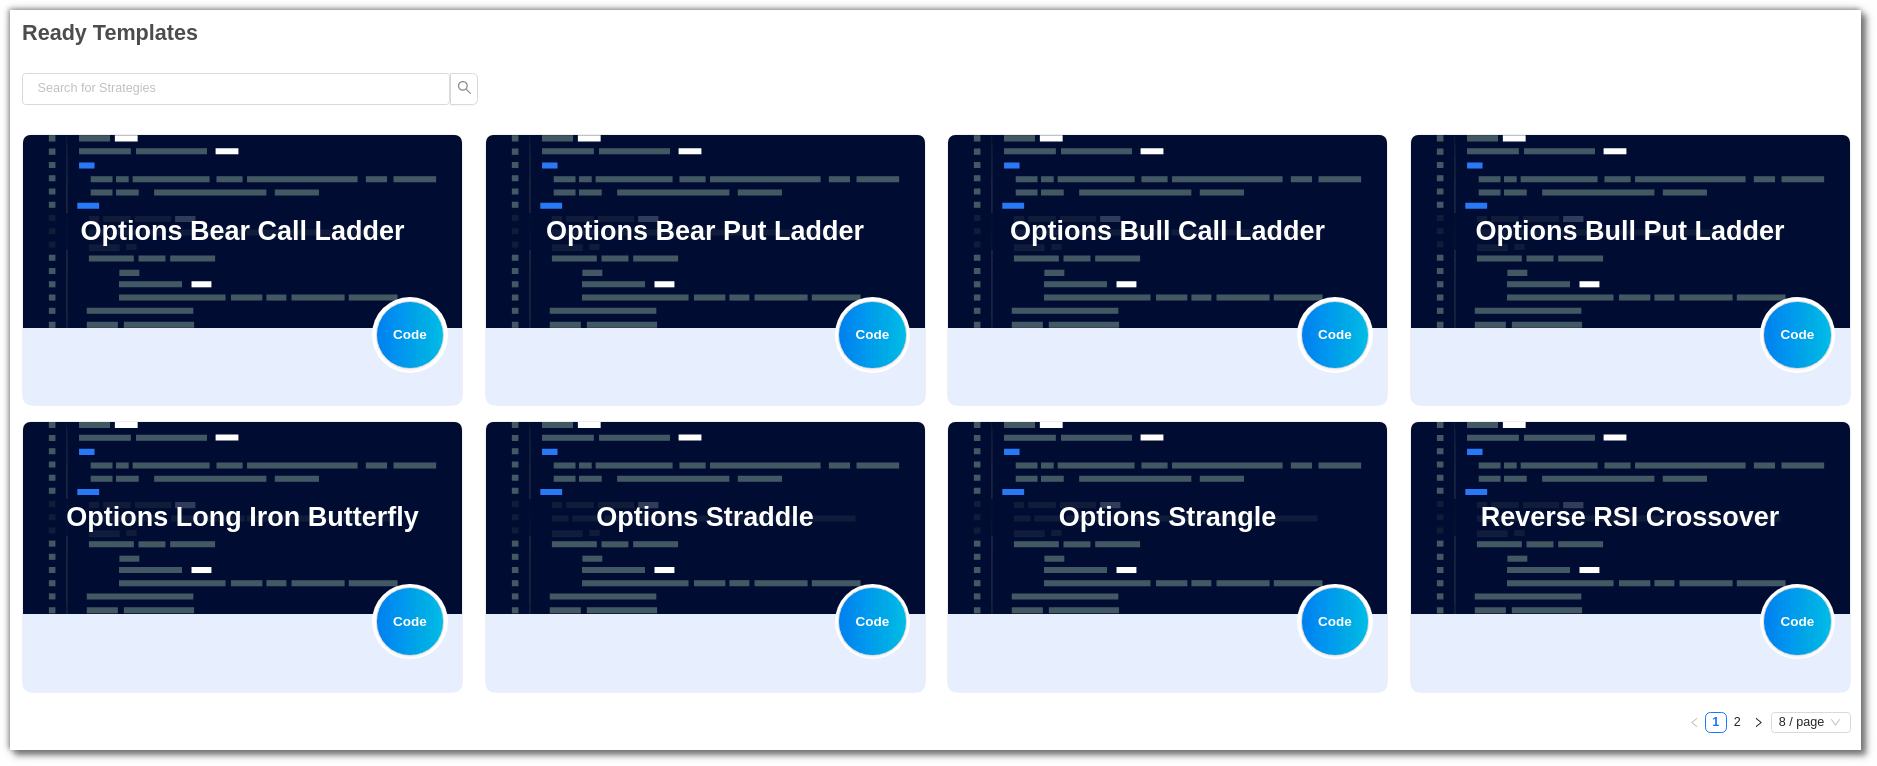 Ready Templates
Search for Strategies
Options Bear Call Ladder
Code
Options Bear Put Ladder
Code
Options Bull Call Ladder
Code
Options Bull Put Ladder
Code
Options Long Iron Butterfly
Code
Options Straddle
Code
Options Strangle
Code
Reverse RSI Crossover
Code
1 2 8 / page